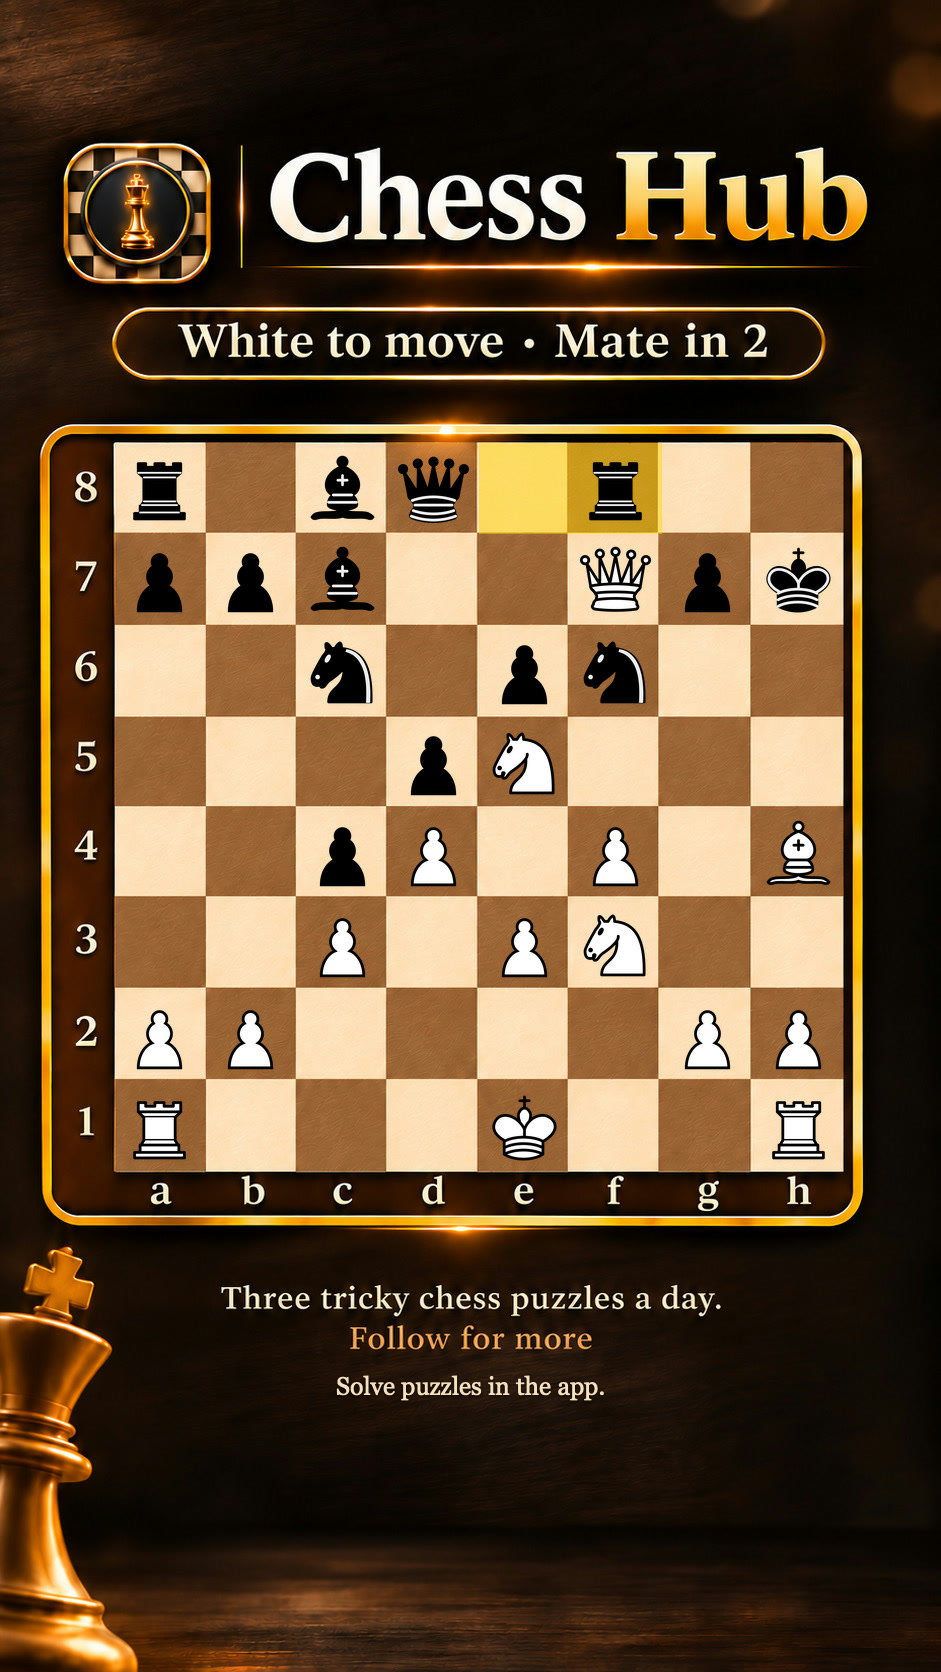 Chess Hub
White to move · Mate in 2
8
7
6
5
4
3
2
1
a b c d e f g h
Three tricky chess puzzles a day.
Follow for more
Solve puzzles in the app.